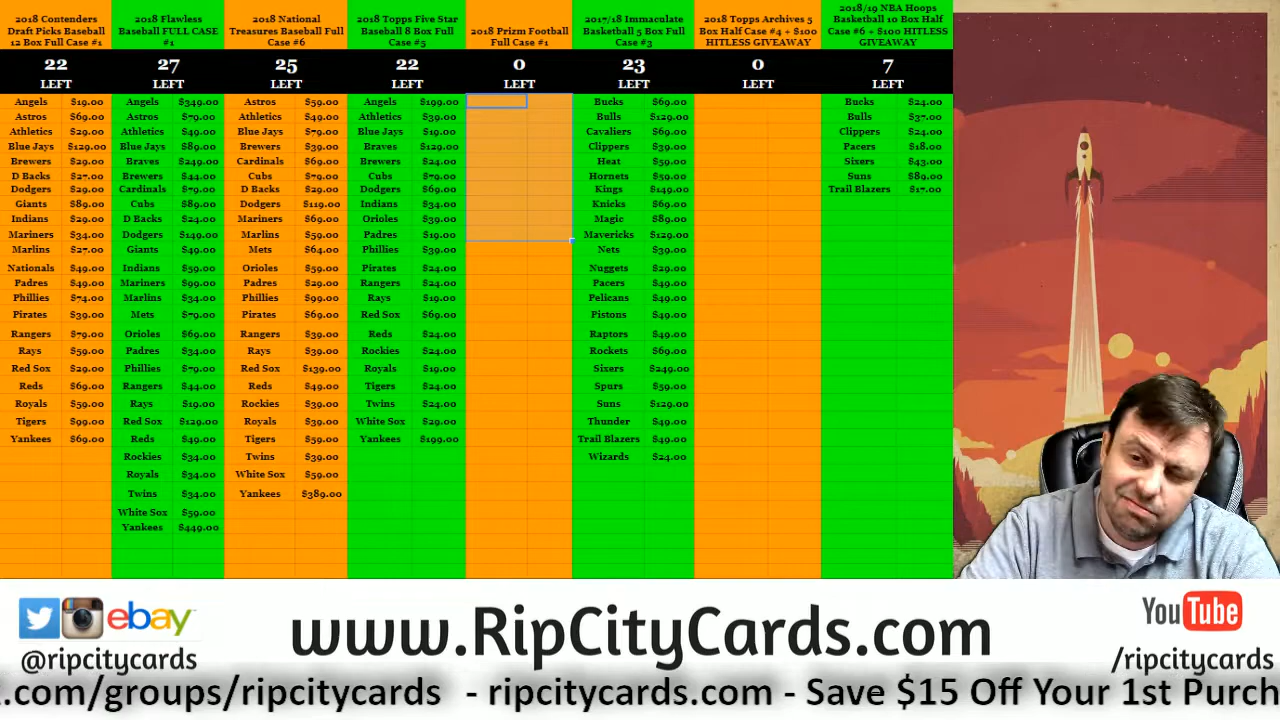 2018 Contenders
Draft Picks Baseball
12 Box Full Case #1
22
LEFT
Angels $19.00
Astros $69.00
Athletics $29.00
Blue Jays $129.00
Brewers $29.00
D Backs $27.00
Dodgers $29.00
Giants $89.00
Indians $29.00
Mariners $34.00
Marlins $27.00
Nationals $49.00
Padres $49.00
Phillies $74.00
Pirates $39.00
Rangers $79.00
Rays $59.00
Red Sox $29.00
Reds $69.00
Royals $59.00
Tigers $99.00
Yankees $69.00
2018 Flawless
Baseball FULL CASE
#1
27
LEFT
Angels $349.00
Astros $79.00
Athletics $49.00
Blue Jays $89.00
Braves $249.00
Brewers $44.00
Cardinals $79.00
Cubs $89.00
D Backs $24.00
Dodgers $149.00
Giants $49.00
Indians $59.00
Mariners $99.00
Marlins $34.00
Mets $79.00
Orioles $69.00
Padres $34.00
Phillies $79.00
Rangers $44.00
Rays $19.00
Red Sox $129.00
Reds $49.00
Rockies $34.00
Royals $34.00
Twins $34.00
White Sox $59.00
Yankees $449.00
2018 National
Treasures Baseball Full
Case #6
25
LEFT
Astros $59.00
Athletics $49.00
Blue Jays $79.00
Brewers $39.00
Cardinals $69.00
Cubs $79.00
D Backs $29.00
Dodgers $119.00
Mariners $69.00
Marlins $59.00
Mets $64.00
Orioles $59.00
Padres $29.00
Phillies $99.00
Pirates $69.00
Rangers $39.00
Rays $39.00
Red Sox $139.00
Reds $49.00
Rockies $39.00
Royals $39.00
Tigers $59.00
Twins $39.00
White Sox $59.00
Yankees $389.00
2018 Topps Five Star
Baseball 8 Box Full
Case #5
22
LEFT
Angels $199.00
Athletics $39.00
Blue Jays $19.00
Braves $129.00
Brewers $24.00
Cubs $79.00
Dodgers $69.00
Indians $34.00
Orioles $39.00
Padres $19.00
Phillies $39.00
Pirates $24.00
Rangers $24.00
Rays $19.00
Red Sox $69.00
Reds $24.00
Rockies $24.00
Royals $19.00
Tigers $24.00
Twins $24.00
White Sox $29.00
Yankees $199.00
2018 Prizm Football
Full Case #1
0
LEFT
2017/18 Immaculate
Basketball 5 Box Full
Case #3
23
LEFT
Bucks $69.00
Bulls $129.00
Cavaliers $69.00
Clippers $39.00
Heat $59.00
Hornets $59.00
Kings $149.00
Knicks $69.00
Magic $89.00
Mavericks $129.00
Nets $39.00
Nuggets $29.00
Pacers $49.00
Pelicans $49.00
Pistons $49.00
Raptors $49.00
Rockets $69.00
Sixers $249.00
Spurs $59.00
Suns $129.00
Thunder $49.00
Trail Blazers $49.00
Wizards $24.00
2018 Topps Archives 5
Box Half Case #4 + $100
HITLESS GIVEAWAY
0
LEFT
2018/19 NBA Hoops
Basketball 10 Box Half
Case #6 + $100 HITLESS
GIVEAWAY
7
LEFT
Bucks $24.00
Bulls $37.00
Clippers $24.00
Pacers $18.00
Sixers $43.00
Suns $89.00
Trail Blazers $17.00
ebay
@ripcitycards
www.RipCityCards.com
YouTube
/ripcitycards
.com/groups/ripcitycards - ripcitycards.com - Save $15 Off Your 1st Purch